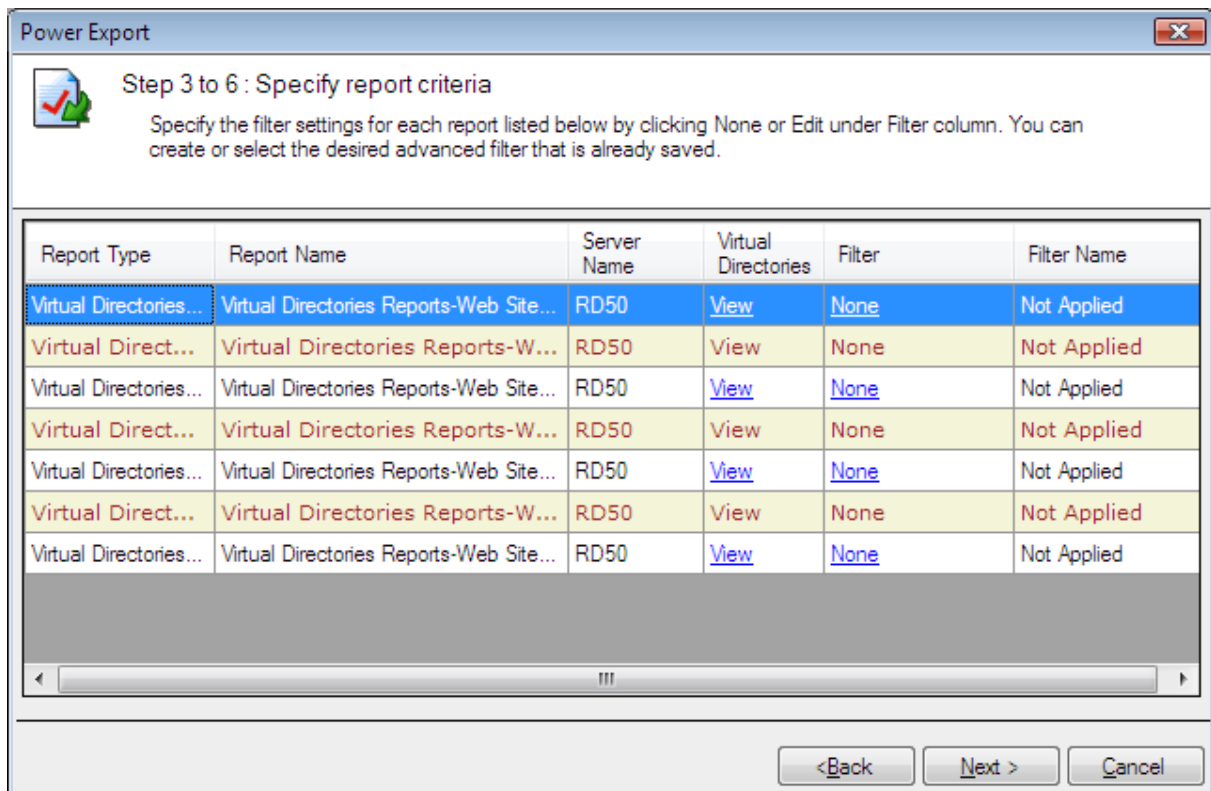 Power Export
Step 3 to 6 : Specify report criteria
Specify the filter settings for each report listed below by clicking None or Edit under Filter column. You can
create or select the desired advanced filter that is already saved.
Report Type Report Name Server Name Virtual Directories Filter Filter Name
Virtual Directories... Virtual Directories Reports-Web Site... RD50 View None Not Applied
Virtual Direct... Virtual Directories Reports-W... RD50 View None Not Applied
Virtual Directories... Virtual Directories Reports-Web Site... RD50 View None Not Applied
Virtual Direct... Virtual Directories Reports-W... RD50 View None Not Applied
Virtual Directories... Virtual Directories Reports-Web Site... RD50 View None Not Applied
Virtual Direct... Virtual Directories Reports-W... RD50 View None Not Applied
Virtual Directories... Virtual Directories Reports-Web Site... RD50 View None Not Applied
<Back Next > Cancel